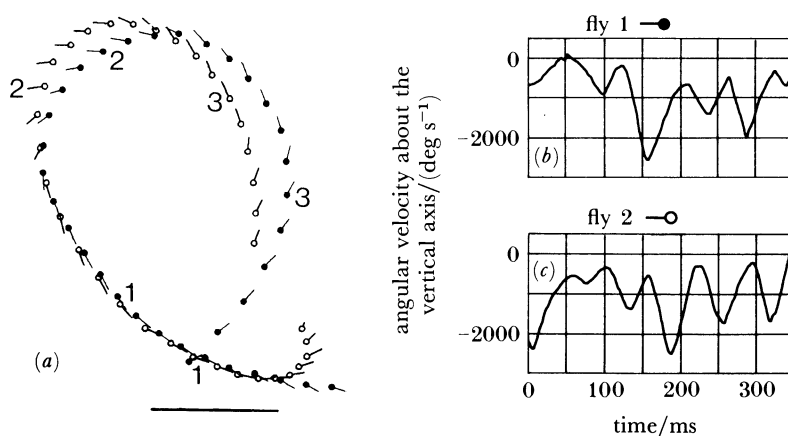 2
2
3
3
1
1
(a)
angular velocity about the
vertical axis/(deg s⁻¹)
fly 1
0
−2000
(b)
fly 2
0
−2000
(c)
0 100 200 300
time/ms